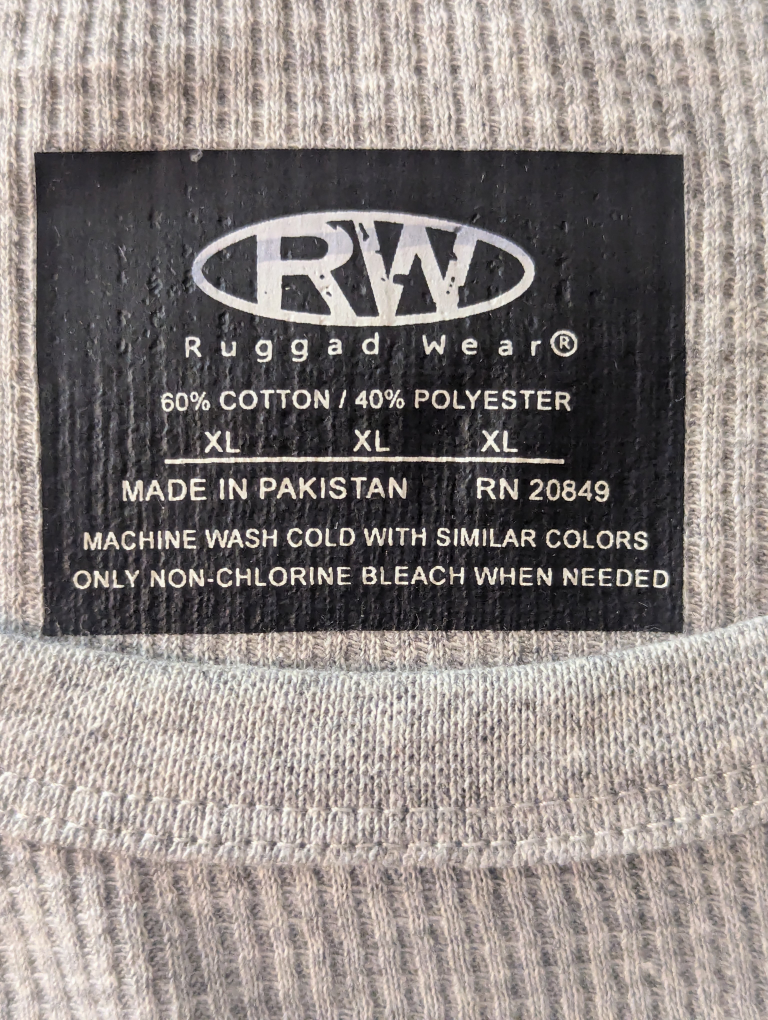 RW
Ruggad Wear®
60% COTTON / 40% POLYESTER
XL XL XL
MADE IN PAKISTAN RN 20849
MACHINE WASH COLD WITH SIMILAR COLORS
ONLY NON-CHLORINE BLEACH WHEN NEEDED